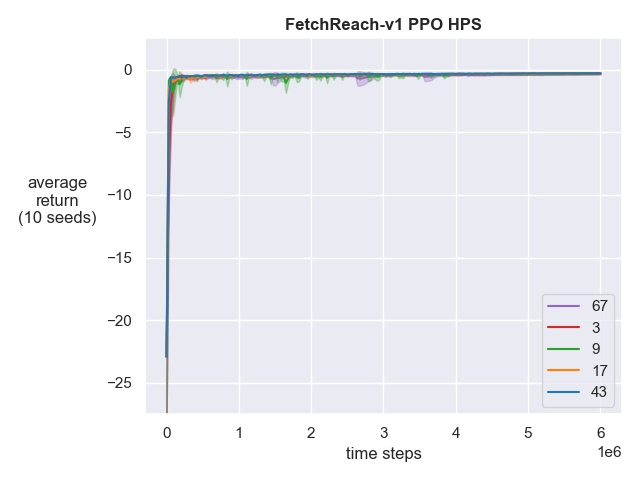 FetchReach-v1 PPO HPS
average
return
(10 seeds)
0
−5
−10
−15
−20
−25
67
3
9
17
43
0 1 2 3 4 5 6
1e6
time steps